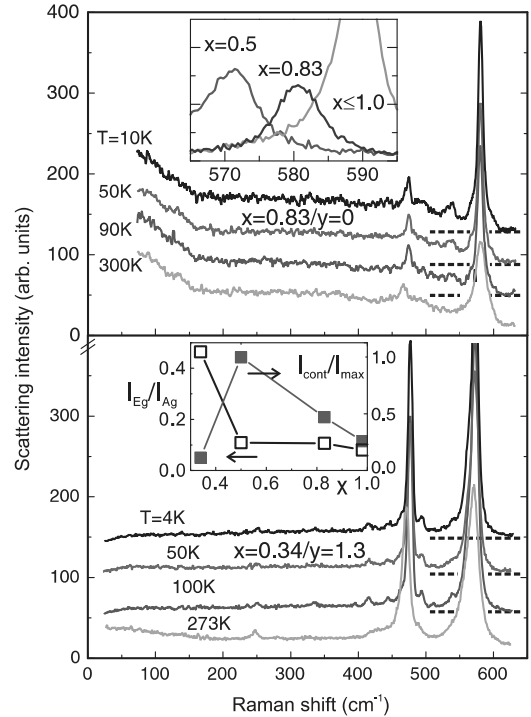 400
300
200
100
0
x=0.5
x=0.83
x≤1.0
570 580 590
T=10K
50K
90K
300K
x=0.83/y=0
Scattering intensity (arb. units)
300
200
100
0
0.4
0.2
0.0
I_Eg/I_Ag
I_cont/I_max
1.0
0.5
0.0
0.4 0.6 0.8 x 1.0
T=4K
50K
x=0.34/y=1.3
100K
273K
0 100 200 300 400 500 600
Raman shift (cm⁻¹)